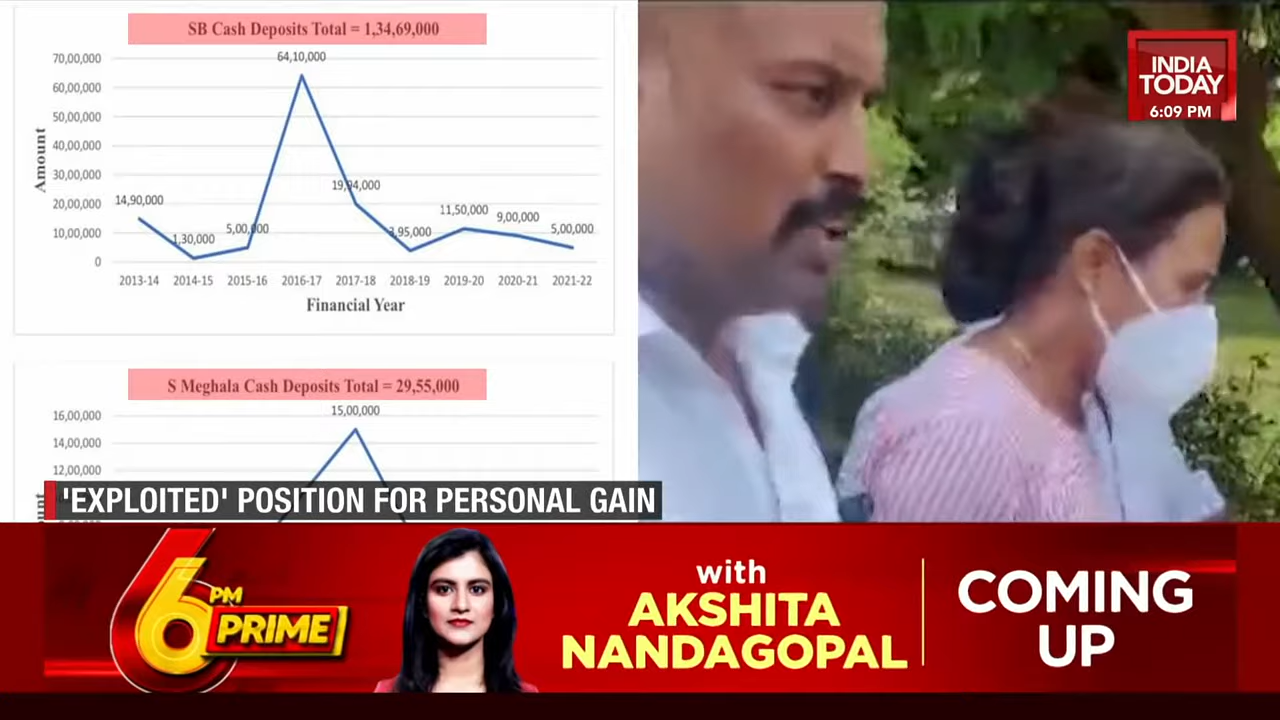 SB Cash Deposits Total = 1,34,69,000
70,00,000
60,00,000
50,00,000
40,00,000
30,00,000
20,00,000
10,00,000
0
Amount
14,90,000
1,30,000
5,00,000
64,10,000
19,94,000
3,95,000
11,50,000
9,00,000
5,00,000
2013-14 2014-15 2015-16 2016-17 2017-18 2018-19 2019-20 2020-21 2021-22
Financial Year
S Meghala Cash Deposits Total = 29,55,000
16,00,000
14,00,000
12,00,000
15,00,000
INDIA
TODAY
6:09 PM
'EXPLOITED' POSITION FOR PERSONAL GAIN
6 PM
PRIME
with
AKSHITA
NANDAGOPAL
COMING
UP